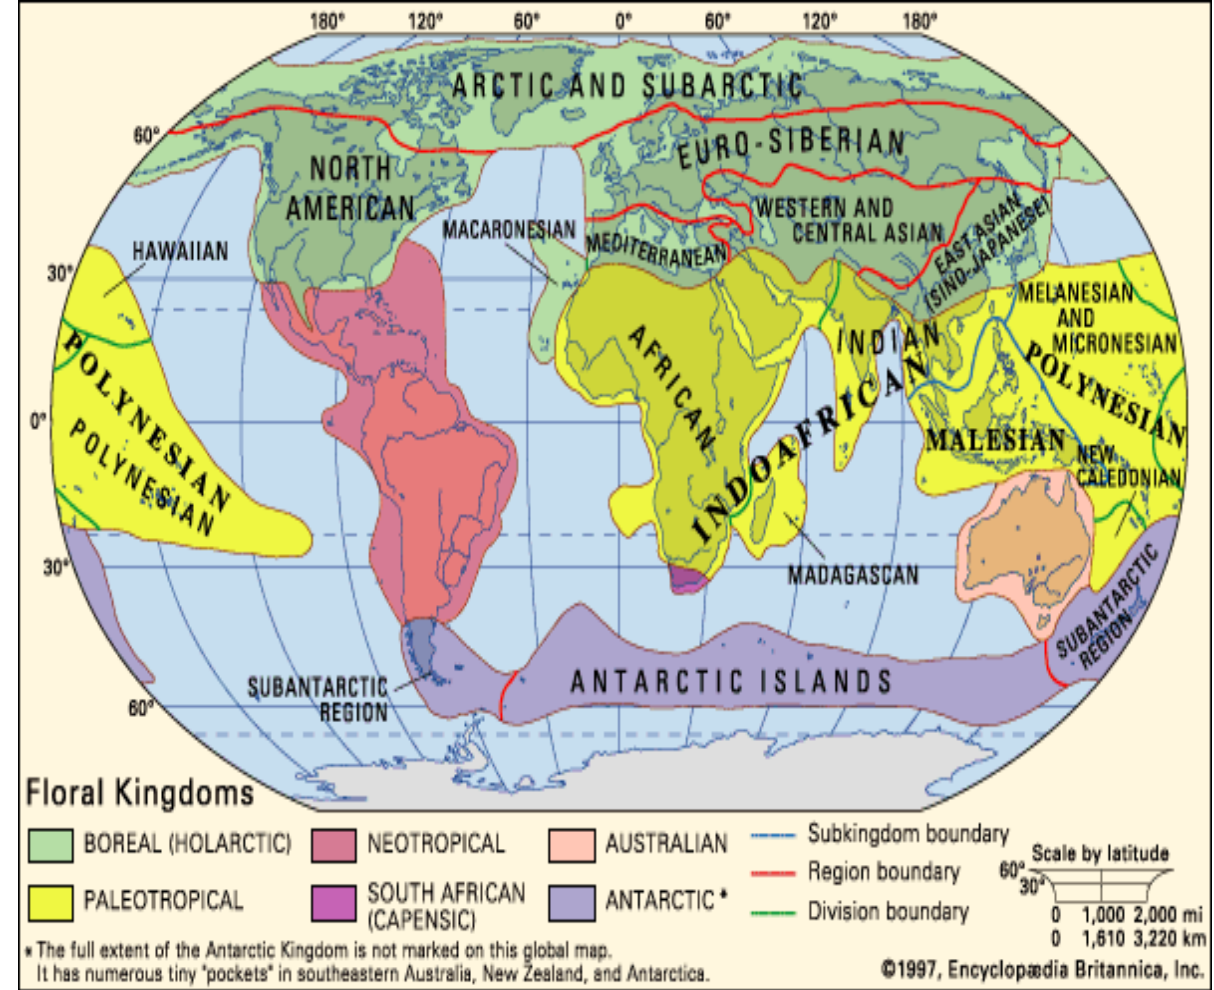 180° 120° 60° 0° 60° 120° 180°
ARCTIC AND SUBARCTIC
60°
EURO-SIBERIAN
NORTH
AMERICAN
MACARONESIAN
WESTERN AND
CENTRAL ASIAN
EAST ASIAN
(SINO-JAPANESE)
HAWAIIAN
MEDITERRANEAN
30°
MELANESIAN
AND
MICRONESIAN
INDIAN
AFRICAN
POLYNESIAN
POLYNESIAN
INDOAFRICAN
POLYNESIAN
0°
MALESIAN
NEW
CALEDONIAN
30°
MADAGASCAN
SUBANTARCTIC
REGION
ANTARCTIC ISLANDS
SUBANTARCTIC
REGION
60°
Floral Kingdoms
BOREAL (HOLARCTIC)
PALEOTROPICAL
NEOTROPICAL
SOUTH AFRICAN
(CAPENSIC)
AUSTRALIAN
ANTARCTIC *
Subkingdom boundary
Region boundary
Division boundary
Scale by latitude
60°
30°
0 1,000 2,000 mi
0 1,610 3,220 km
* The full extent of the Antarctic Kingdom is not marked on this global map.
It has numerous tiny "pockets" in southeastern Australia, New Zealand, and Antarctica.
©1997, Encyclopædia Britannica, Inc.